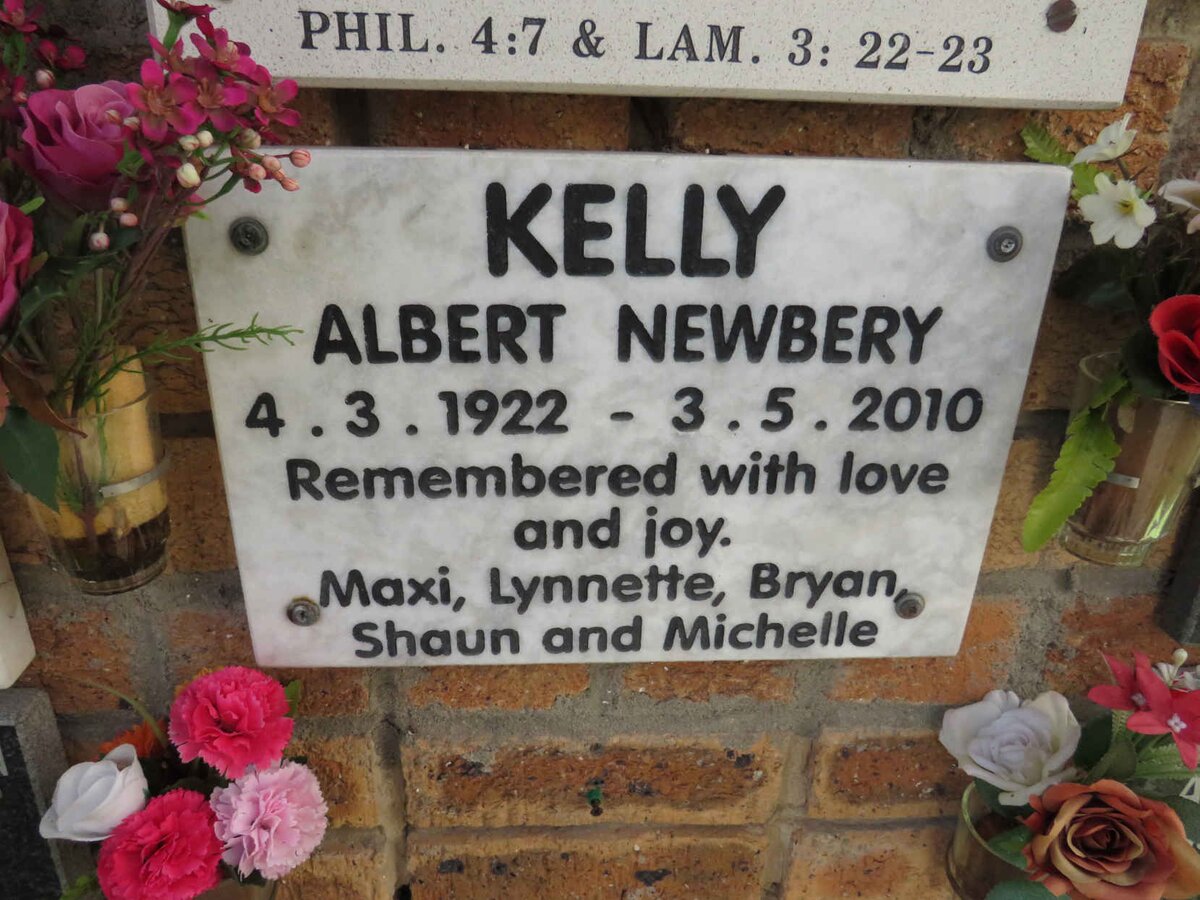 PHIL. 4:7 & LAM. 3: 22-23
KELLY
ALBERT NEWBERY
4.3.1922 - 3.5.2010
Remembered with love
and joy.
Maxi, Lynnette, Bryan,
Shaun and Michelle